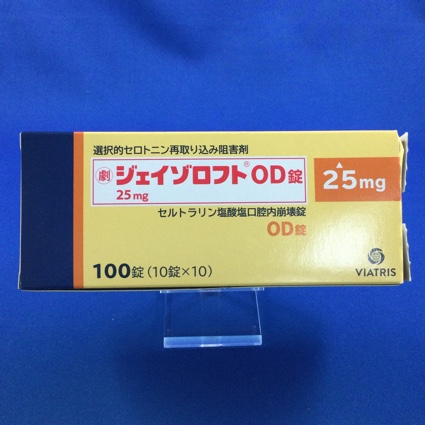 選択的セロトニン再取り込み阻害剤
劇 ジェイゾロフト® OD錠
25mg
25mg
セルトラリン塩酸塩口腔内崩壊錠
OD錠
100錠(10錠×10)
VIATRIS